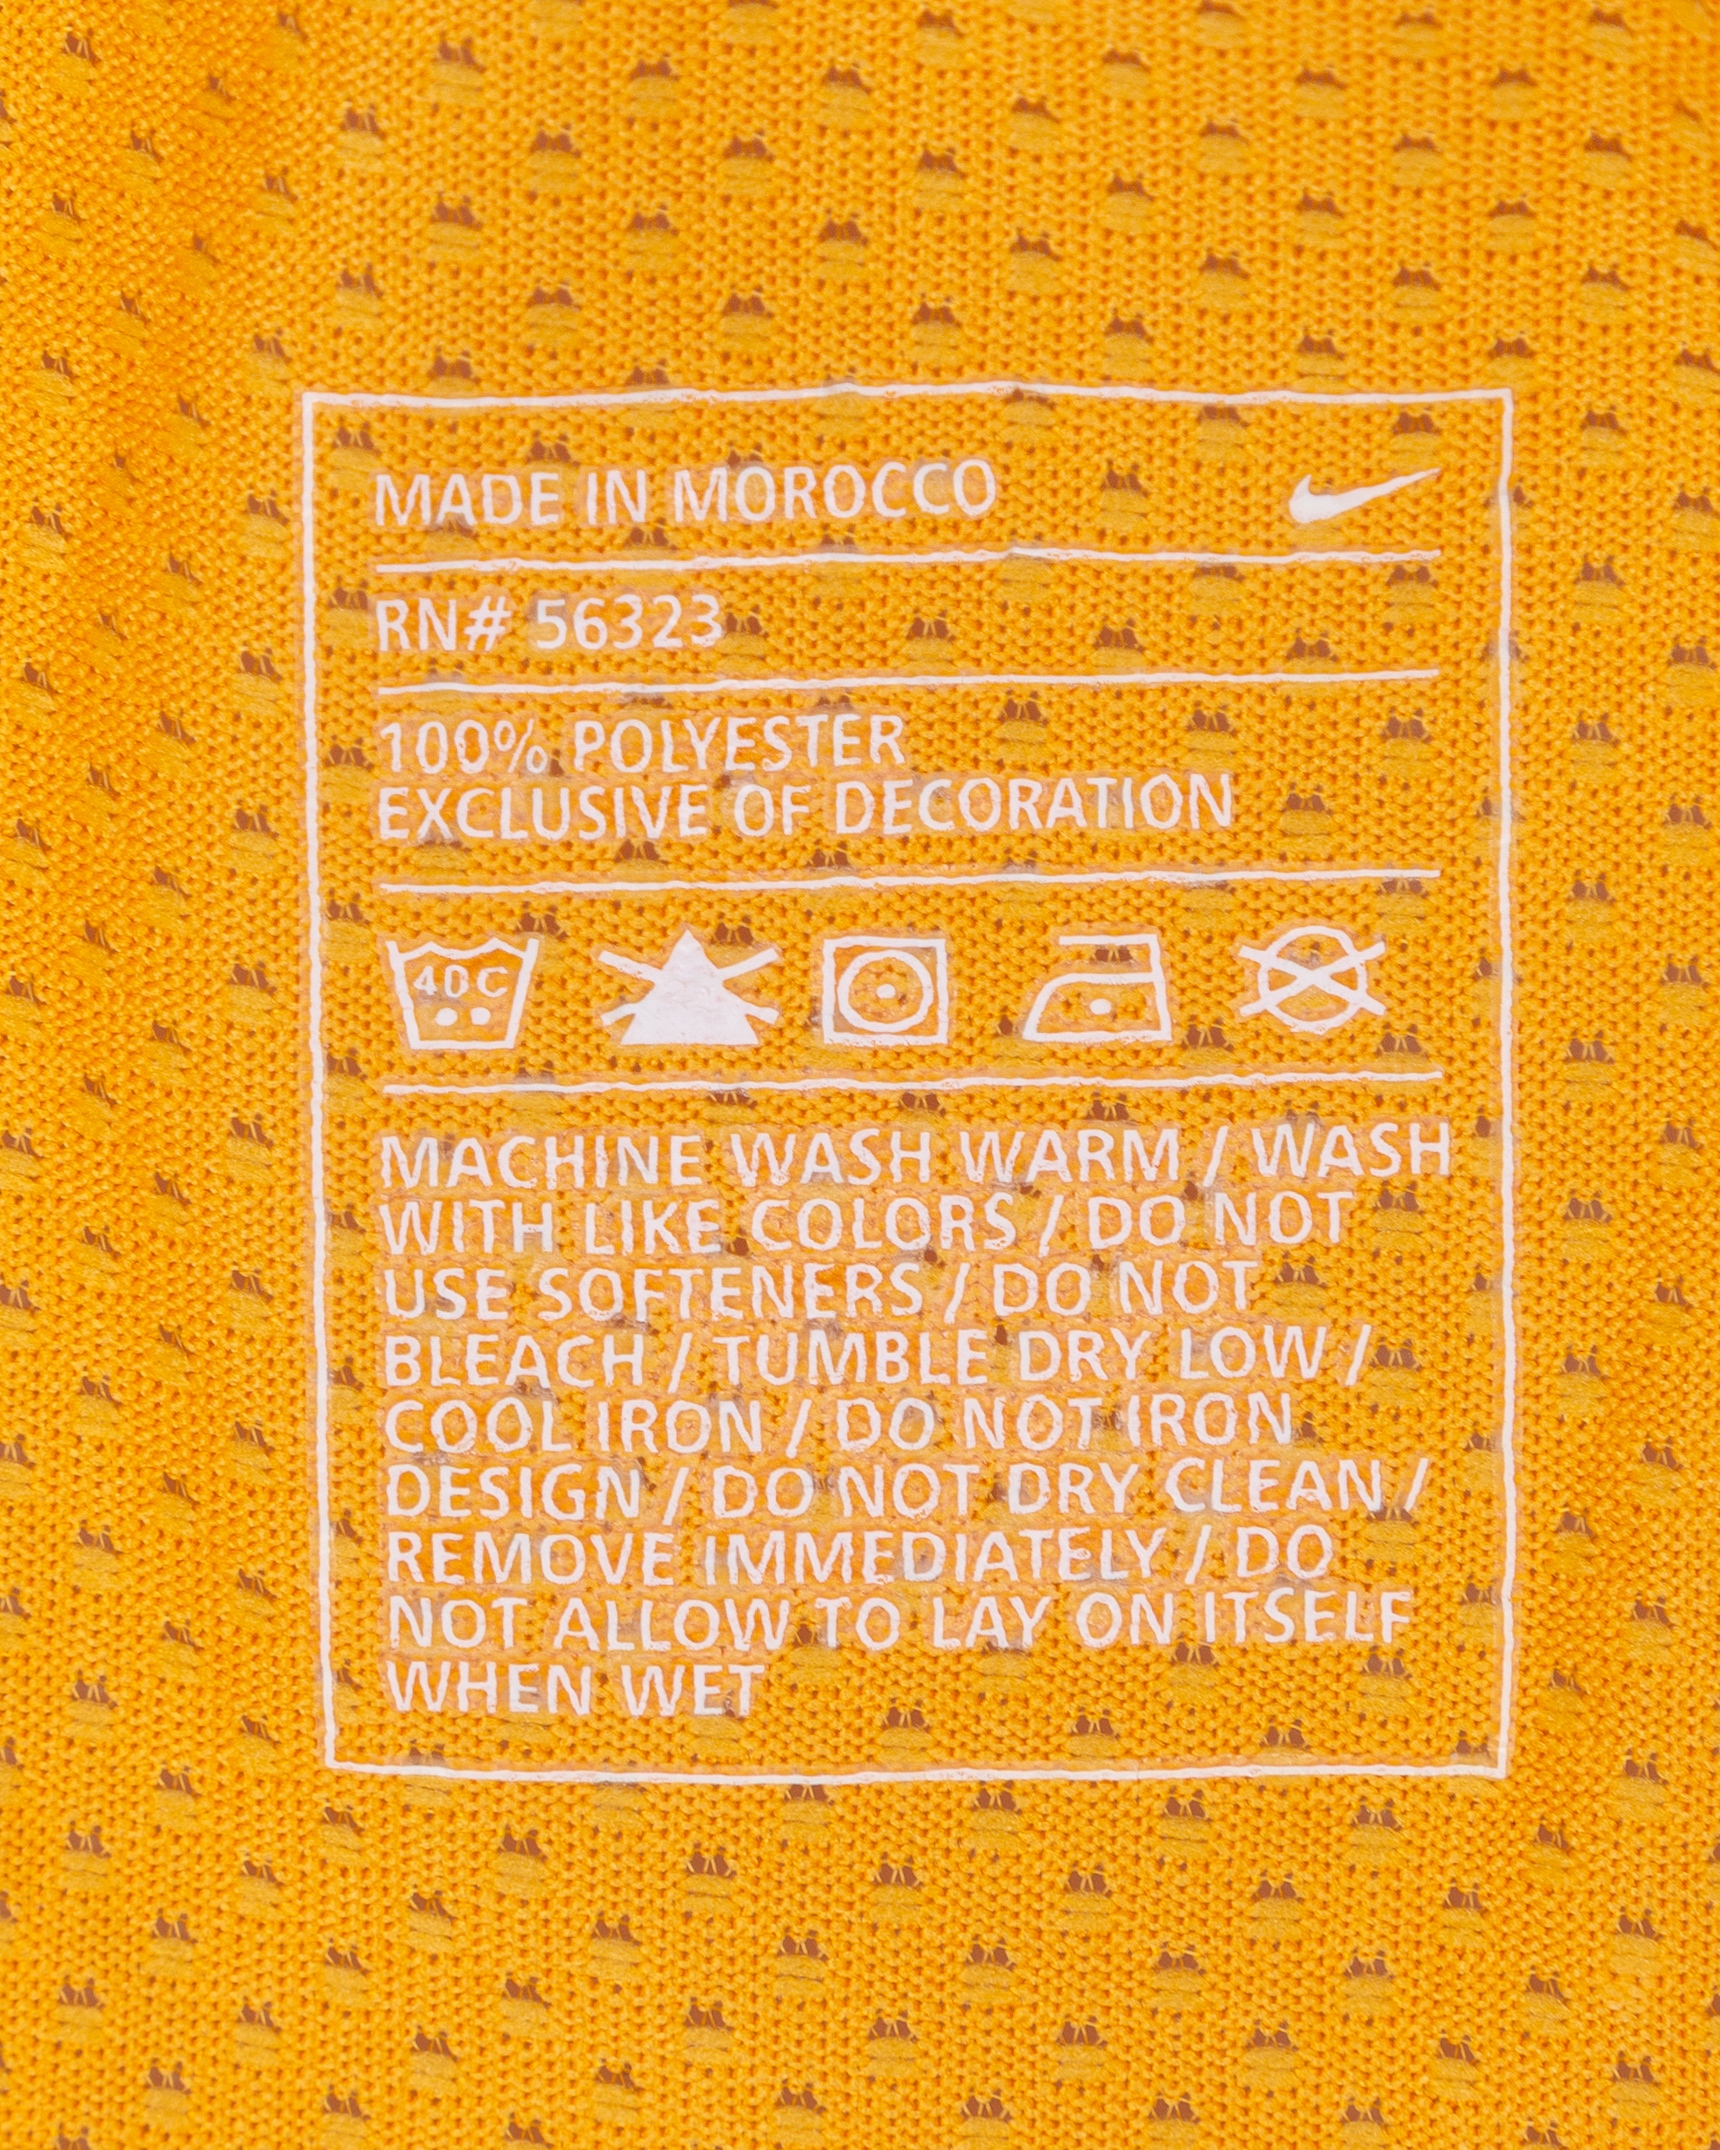 MADE IN MOROCCO
RN# 56323
100% POLYESTER
EXCLUSIVE OF DECORATION
40C
MACHINE WASH WARM / WASH
WITH LIKE COLORS / DO NOT
USE SOFTENERS / DO NOT
BLEACH / TUMBLE DRY LOW /
COOL IRON / DO NOT IRON
DESIGN / DO NOT DRY CLEAN /
REMOVE IMMEDIATELY / DO
NOT ALLOW TO LAY ON ITSELF
WHEN WET